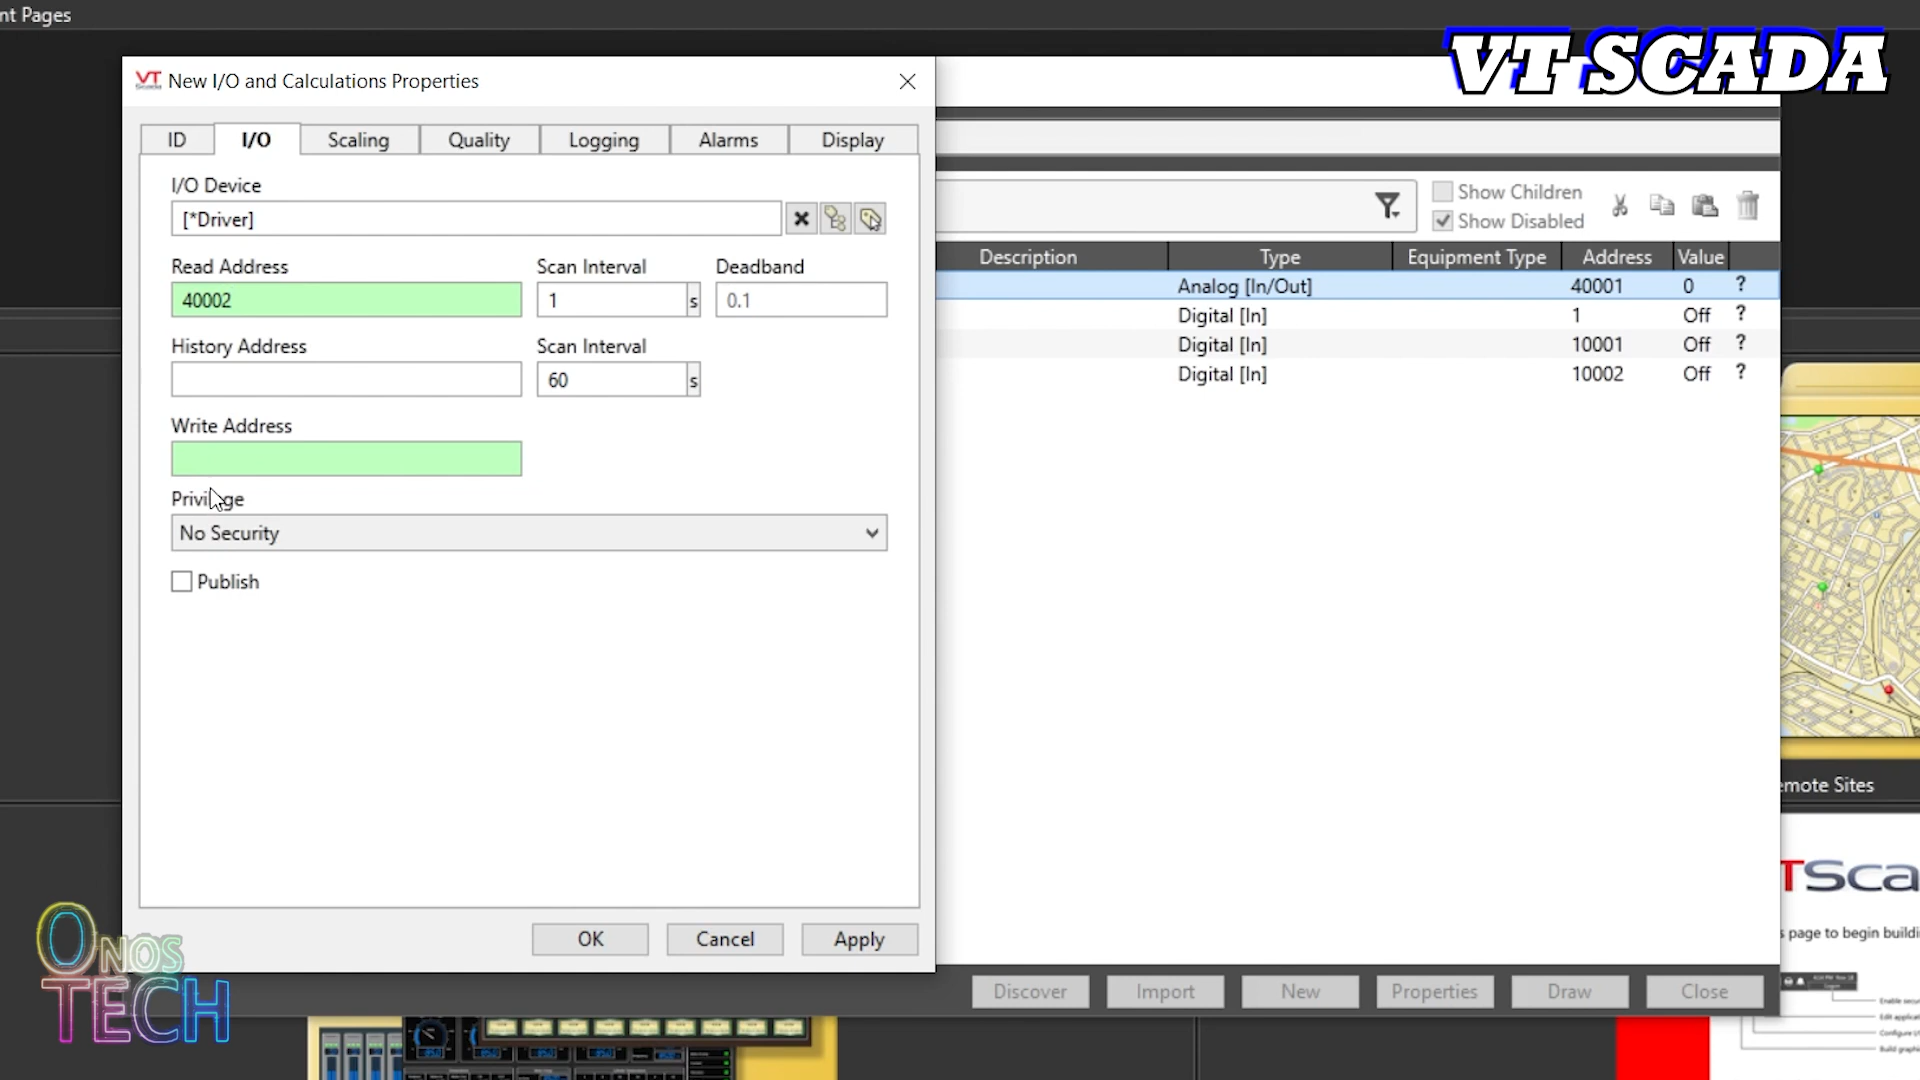 nt Pages
VT SCADA
VT Scada New I/O and Calculations Properties
ID I/O Scaling Quality Logging Alarms Display
I/O Device
[*Driver]
Read Address Scan Interval Deadband
40002 1 s 0.1
History Address Scan Interval
60 s
Write Address
Privilege
No Security
Publish
OK Cancel Apply
Show Children
Show Disabled
Description Type Equipment Type Address Value
Analog [In/Out] 40001 0 ?
Digital [In] 1 Off ?
Digital [In] 10001 Off ?
Digital [In] 10002 Off ?
Discover Import New Properties Draw Close
emote Sites
TSca
s page to begin buildi
ONOS
TECH